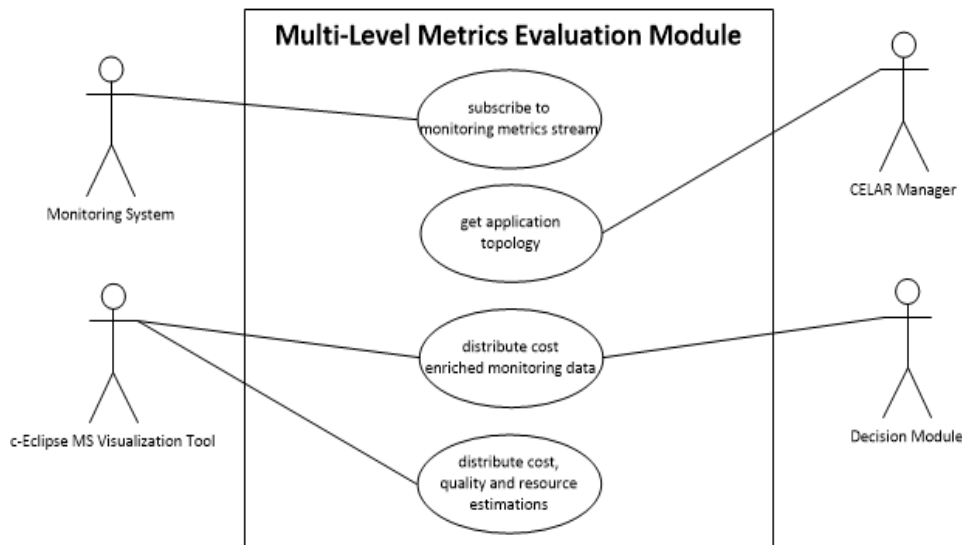 Multi-Level Metrics Evaluation Module
subscribe to
monitoring metrics stream
Monitoring System
CELAR Manager
get application
topology
distribute cost
enriched monitoring data
c-Eclipse MS Visualization Tool
Decision Module
distribute cost,
quality and resource
estimations